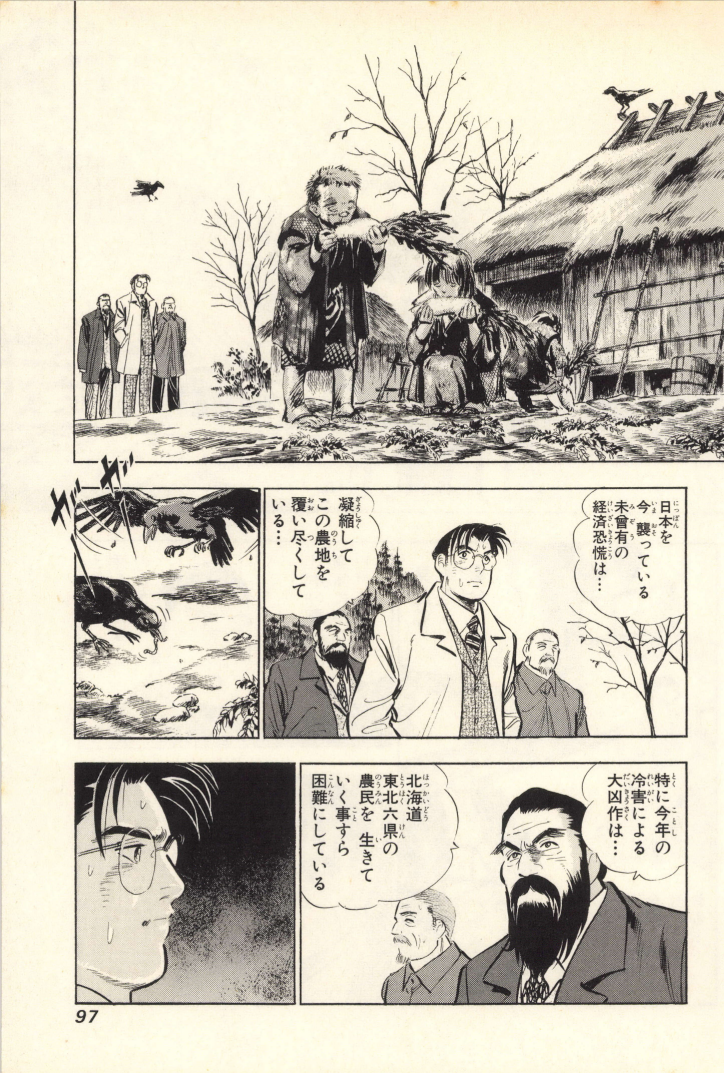 日本を
今 襲っている
未曾有の
経済恐慌は…
凝縮して
この農地を
覆い尽くして
いる…
ガッ
ガッ
特に今年の
冷害による
大凶作は…
北海道
東北六県の
農民を 生きて
いく事すら
困難にしている
97